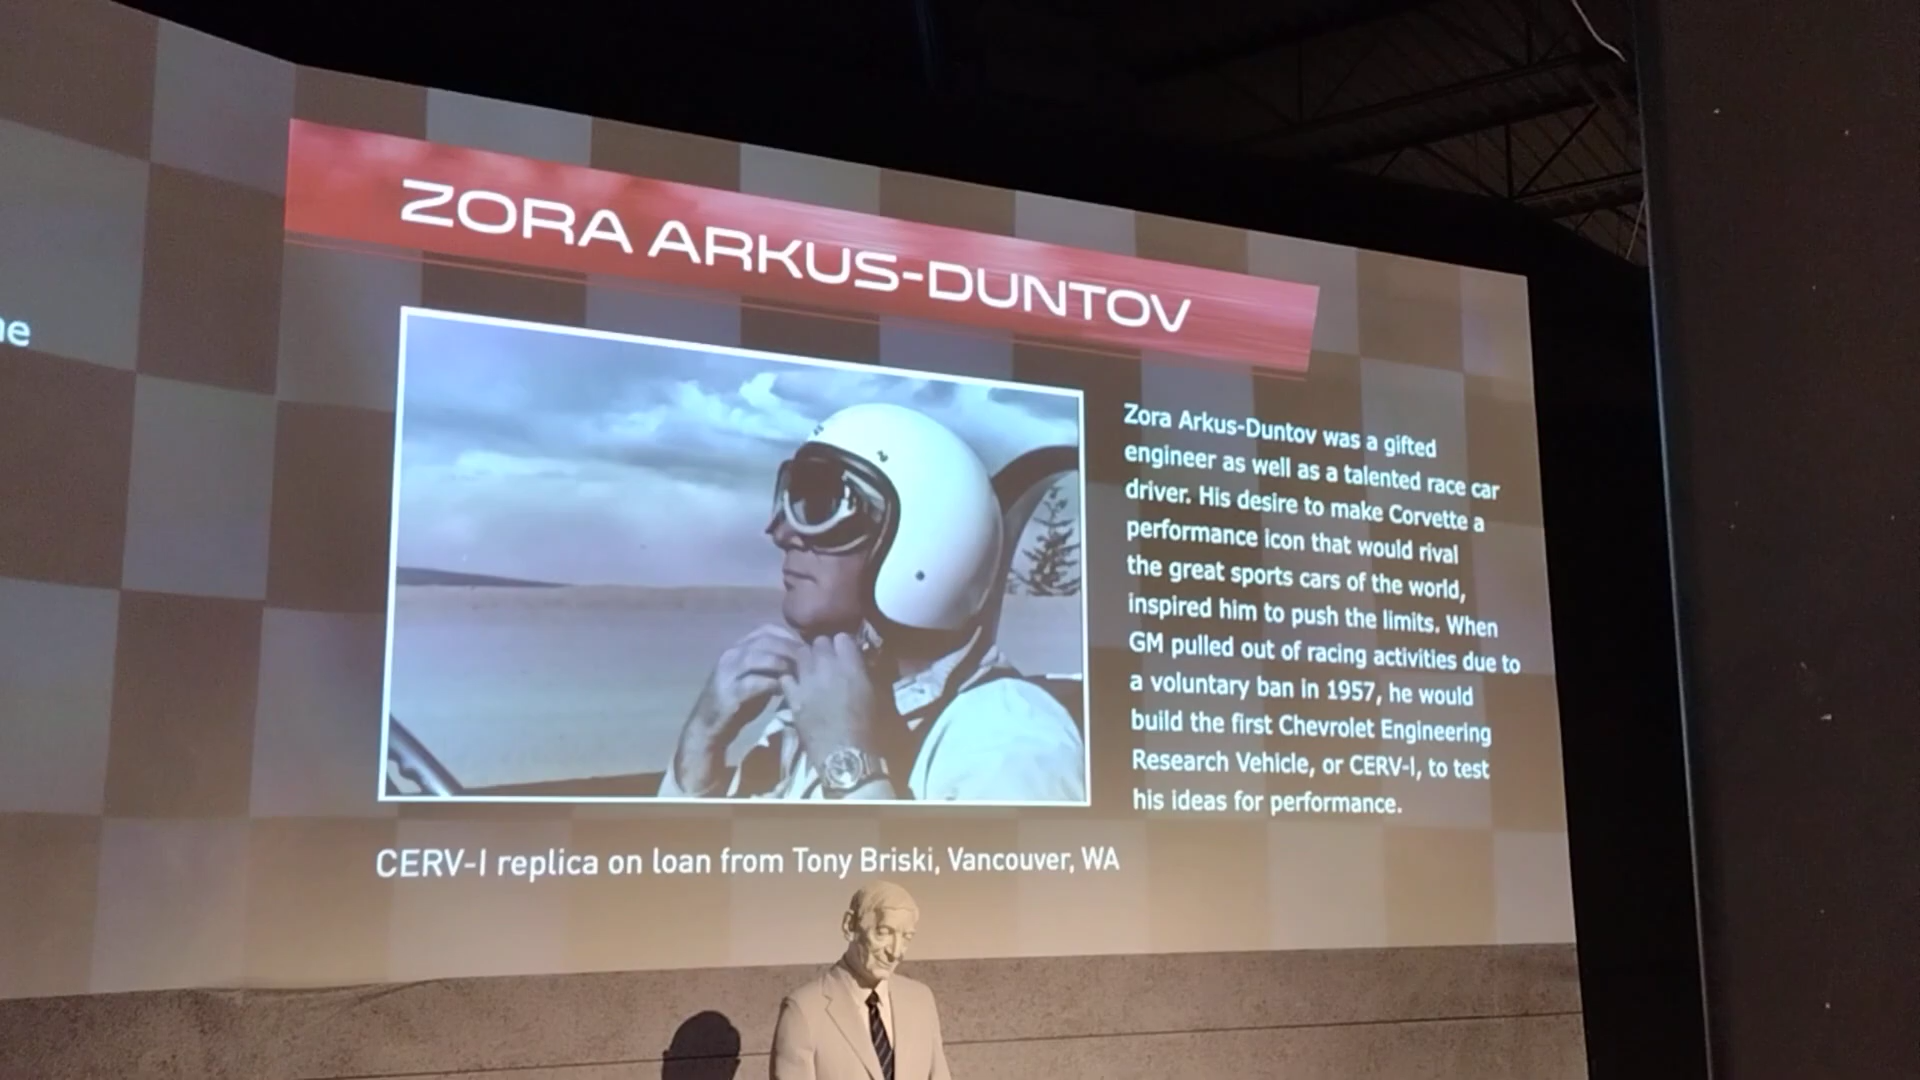 ZORA ARKUS-DUNTOV
Zora Arkus-Duntov was a gifted
engineer as well as a talented race car
driver. His desire to make Corvette a
performance icon that would rival
the great sports cars of the world,
inspired him to push the limits. When
GM pulled out of racing activities due to
a voluntary ban in 1957, he would
build the first Chevrolet Engineering
Research Vehicle, or CERV-I, to test
his ideas for performance.
CERV-I replica on loan from Tony Briski, Vancouver, WA